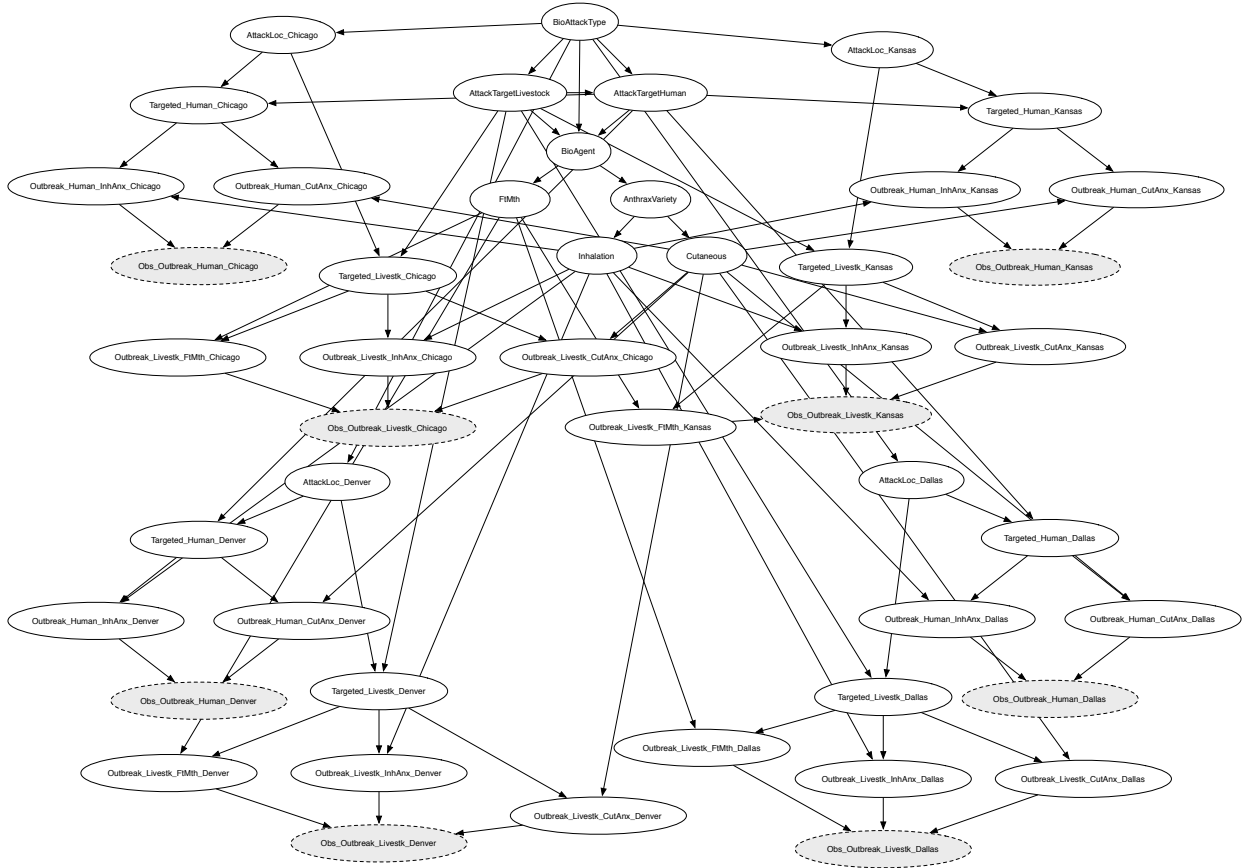 BioAttackType
AttackLoc_Chicago
AttackLoc_Kansas
AttackTargetLivestock
AttackTargetHuman
Targeted_Human_Chicago
Targeted_Human_Kansas
BioAgent
Outbreak_Human_InhAnx_Chicago
Outbreak_Human_CutAnx_Chicago
FtMth
AnthraxVariety
Outbreak_Human_InhAnx_Kansas
Outbreak_Human_CutAnx_Kansas
Obs_Outbreak_Human_Chicago
Inhalation
Cutaneous
Targeted_Livestk_Kansas
Obs_Outbreak_Human_Kansas
Targeted_Livestk_Chicago
Outbreak_Livestk_FtMth_Chicago
Outbreak_Livestk_InhAnx_Chicago
Outbreak_Livestk_CutAnx_Chicago
Outbreak_Livestk_InhAnx_Kansas
Outbreak_Livestk_CutAnx_Kansas
Obs_Outbreak_Livestk_Chicago
Outbreak_Livestk_FtMth_Kansas
Obs_Outbreak_Livestk_Kansas
AttackLoc_Denver
AttackLoc_Dallas
Targeted_Human_Denver
Targeted_Human_Dallas
Outbreak_Human_InhAnx_Denver
Outbreak_Human_CutAnx_Denver
Outbreak_Human_InhAnx_Dallas
Outbreak_Human_CutAnx_Dallas
Obs_Outbreak_Human_Denver
Targeted_Livestk_Denver
Targeted_Livestk_Dallas
Obs_Outbreak_Human_Dallas
Outbreak_Livestk_FtMth_Denver
Outbreak_Livestk_InhAnx_Denver
Outbreak_Livestk_FtMth_Dallas
Outbreak_Livestk_InhAnx_Dallas
Outbreak_Livestk_CutAnx_Dallas
Outbreak_Livestk_CutAnx_Denver
Obs_Outbreak_Livestk_Denver
Obs_Outbreak_Livestk_Dallas